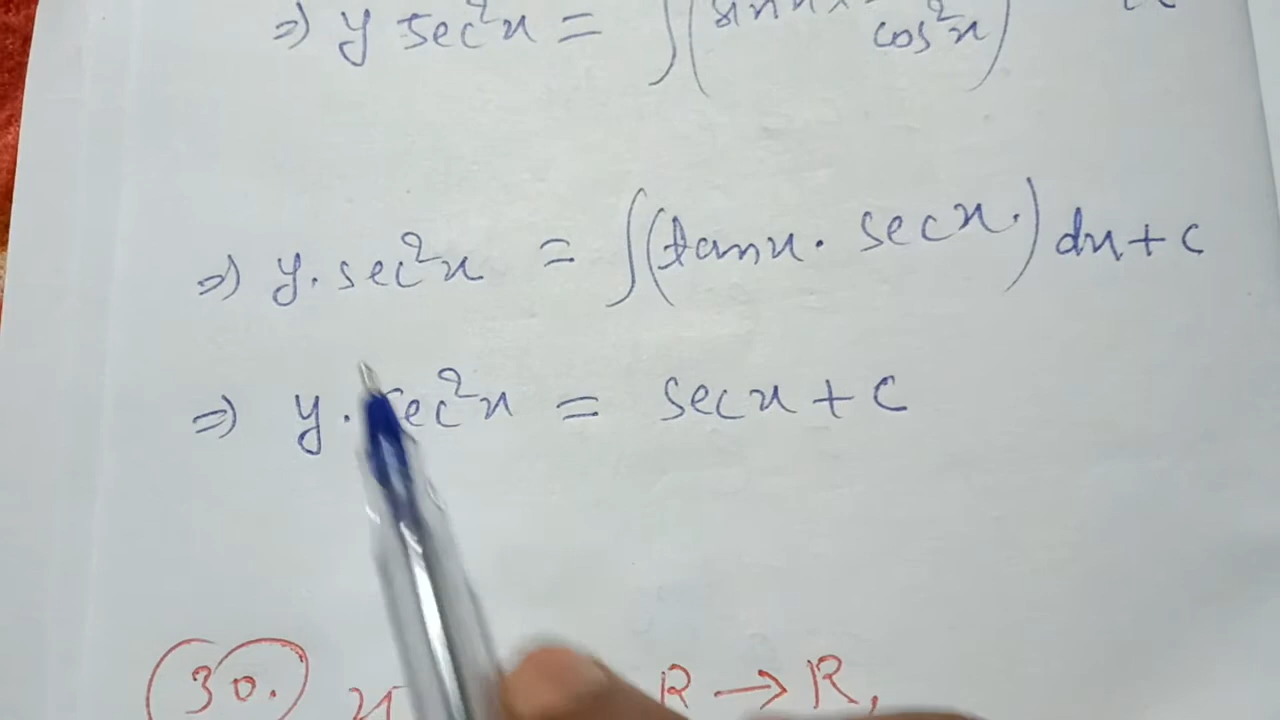 ⇒ y sec²x = ∫( cos²x)
⇒ y. sec²x = ∫(tanx. secx.) dx + c
⇒ y. sec²x = secx + c
30. R → R,